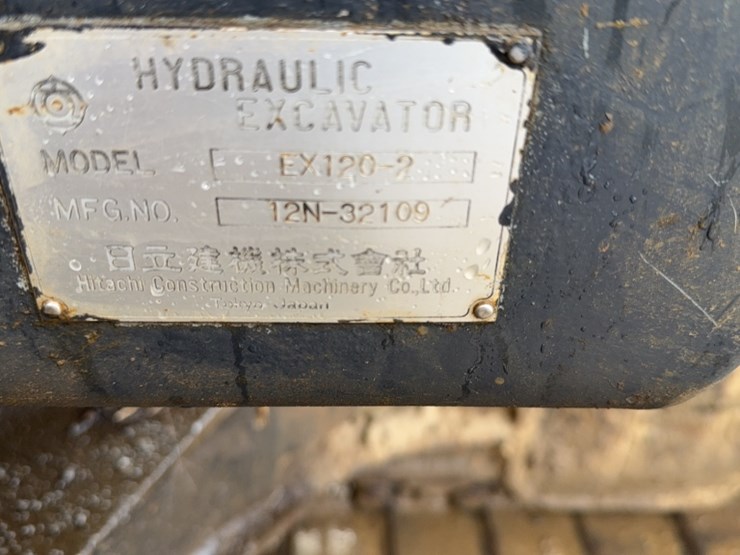 HYDRAULIC
EXCAVATOR
MODEL EX120-2
MFG.NO. 12N-32109
日立建機株式會社
Hitachi Construction Machinery Co., Ltd.
Tokyo Japan